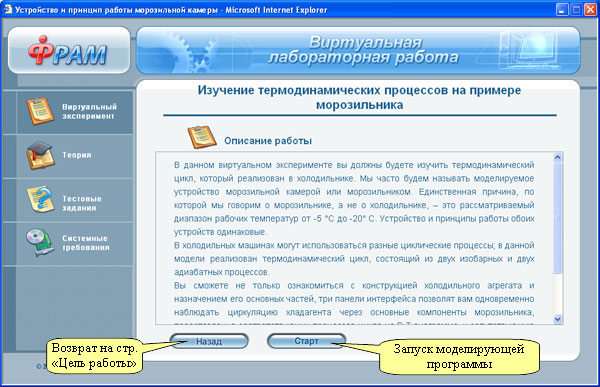 Устройство и принцип работы морозильной камеры - Microsoft Internet Explorer
ФРАМ
Виртуальная
лабораторная работа
Изучение термодинамических процессов на примере
морозильника
Виртуальный
эксперимент
Теория
Тестовые
задания
Системные
требования
Описание работы
В данном виртуальном эксперименте вы должны будете изучить термодинамический
цикл, который реализован в холодильнике. Мы часто будем называть моделируемое
устройство морозильной камерой или морозильником. Единственная причина, по
которой мы говорим о морозильнике, а не о холодильнике, – это рассматриваемый
диапазон рабочих температур от -5 °С до -20° С. Устройство и принципы работы обоих
устройств одинаковые.
В холодильных машинах могут использоваться разные циклические процессы; в данной
модели реализован термодинамический цикл, состоящий из двух изобарных и двух
адиабатных процессов.
Вы сможете не только ознакомиться с конструкцией холодильного агрегата и
назначением его основных частей, три панели интерфейса позволят вам одновременно
наблюдать циркуляцию хладагента через основные компоненты морозильника,
Назад
Старт
Возврат на стр.
«Цель работы»
Запуск моделирующей
программы